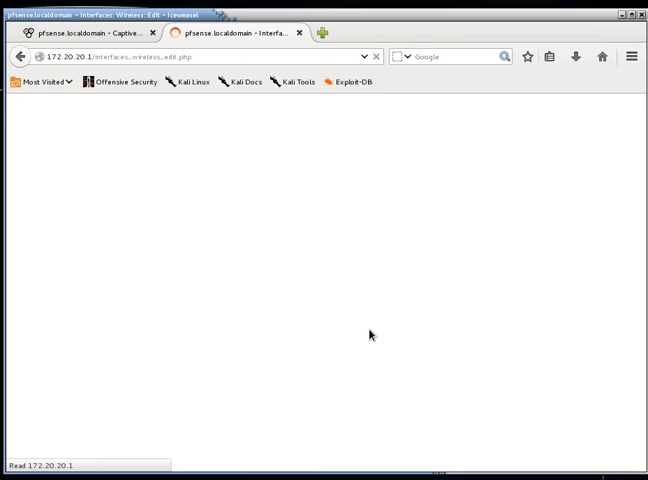 pfsense.localdomain - Interfaces: Wireless: Edit - Iceweasel
pfsense.localdomain - Captive...
pfsense.localdomain - Interfa...
172.20.20.1/interfaces_wireless_edit.php
Google
Most Visited
Offensive Security
Kali Linux
Kali Docs
Kali Tools
Exploit-DB
Read 172.20.20.1